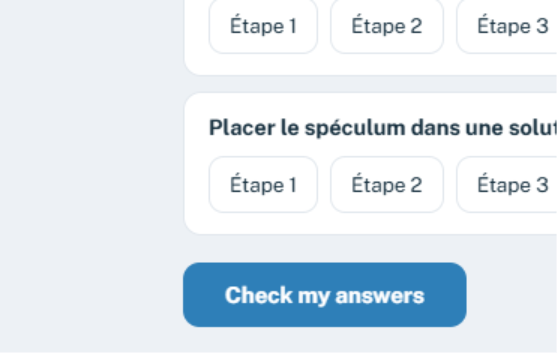 Étape 1 Étape 2 Étape 3
Placer le spéculum dans une
Étape 1 Étape 2 Étape 3
Check my answers